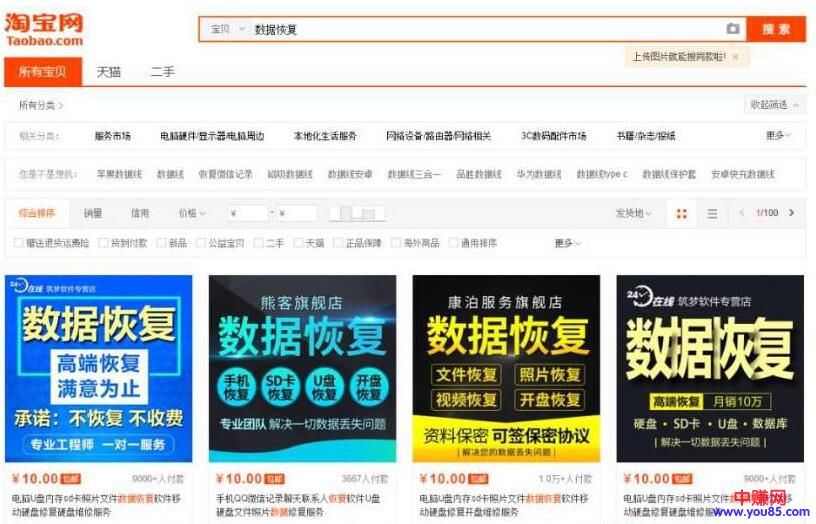 淘宝网
Taobao.com
宝贝 数据恢复 搜索
上传图片就能搜同款啦! ×
所有宝贝 天猫 二手
所有分类 > 收起筛选
相关分类: 服务市场 电脑硬件/显示器/电脑周边 本地化生活服务 网络设备/路由器/网络相关 3C数码配件市场 书籍/杂志/报纸 更多
您是不是想找: 苹果数据线 数据线 恢复微信记录 磁吸数据线 数据线安卓 数据线三合一 品胜数据线 华为数据线 数据线type c 数据线保护套 安卓快充数据线
综合排序 销量 信用 价格 ¥ - ¥ 发货地 < 1/100 >
赠送退货运费险 货到付款 新品 公益宝贝 二手 天猫 正品保障 海外商品 通用排序 更多
24在线 筑梦软件专营店
数据恢复
高端恢复
满意为止
承诺:不恢复 不收费
专业工程师 一对一服务
¥10.00 包邮 9000+人付款
电脑U盘内存sd卡照片文件数据恢复软件移
动硬盘修复硬盘维修服务
熊客旗舰店
数据恢复
手机恢复 SD卡恢复 U盘恢复 开盘恢复
专业团队 解决一切数据丢失问题
¥10.00 包邮 3667人付款
手机QQ微信记录聊天联系人恢复软件U盘
硬盘文件照片数据修复服务
康泊服务旗舰店
数据恢复
文件恢复 照片恢复
视频恢复 开盘恢复
资料保密 可签保密协议
|解决您的数据丢失问题|
¥10.00 包邮 1.0万+人付款
电脑U盘内存sd卡照片文件数据恢复软件移
动硬盘修复开盘维修服务
24在线 筑梦软件专营店
数据恢复
高端恢复 月销10万
硬盘·SD卡·U盘·数据库
|解决一切数据丢失问题|
¥10.00 包邮 9000+人付款
电脑U盘内存sd卡照片文件数据恢复软件移
动硬盘修复硬盘维修服务
中赚网
www.you85.com